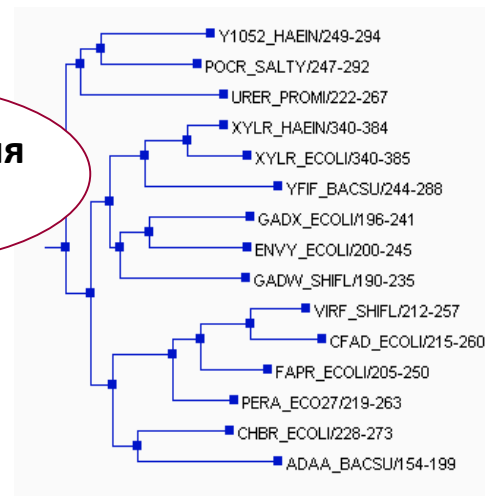 Y1052_HAEIN/249-294
POCR_SALTY/247-292
URER_PROMI/222-267
XYLR_HAEIN/340-384
XYLR_ECOLI/340-385
YFIF_BACSU/244-288
GADX_ECOLI/196-241
ENVY_ECOLI/200-245
GADW_SHIFL/190-235
VIRF_SHIFL/212-257
CFAD_ECOLI/215-260
FAPR_ECOLI/205-250
PERA_ECO27/219-263
CHBR_ECOLI/228-273
ADAA_BACSU/154-199